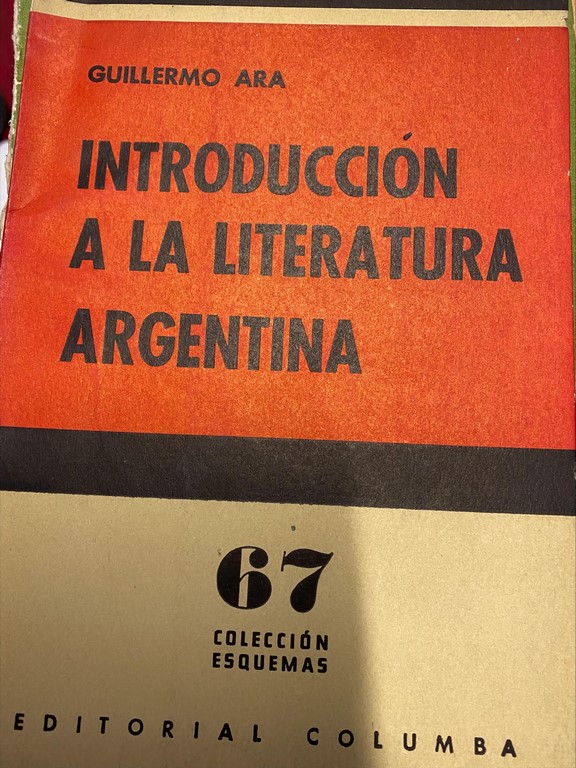 GUILLERMO ARA
INTRODUCCIÓN
A LA LITERATURA
ARGENTINA
67
COLECCIÓN
ESQUEMAS
EDITORIAL COLUMBA